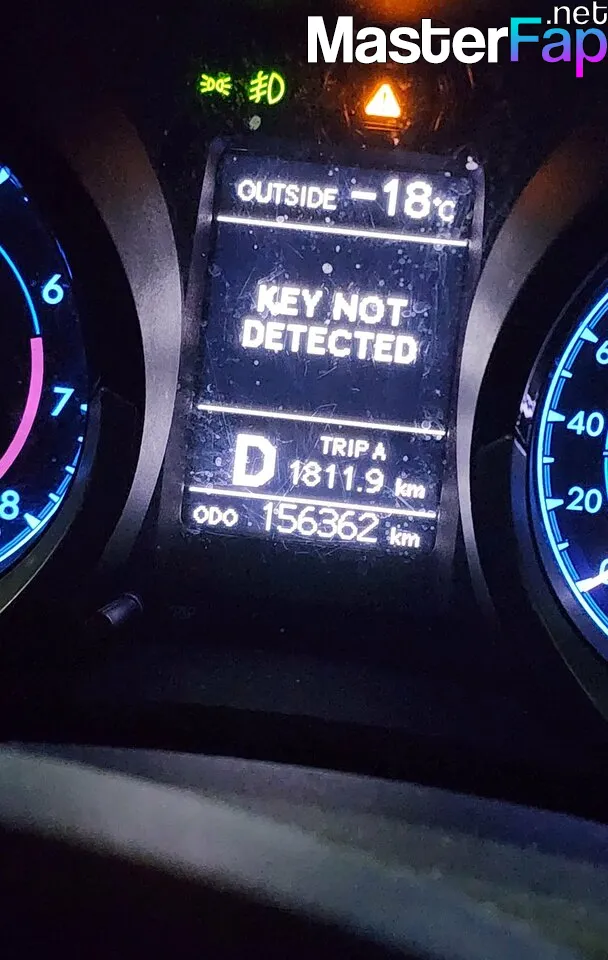 .net
MasterFap
OUTSIDE -18°C
KEY NOT
DETECTED
6
7
8
D
TRIP A
1811.9 km
ODO 156362 km
40
20